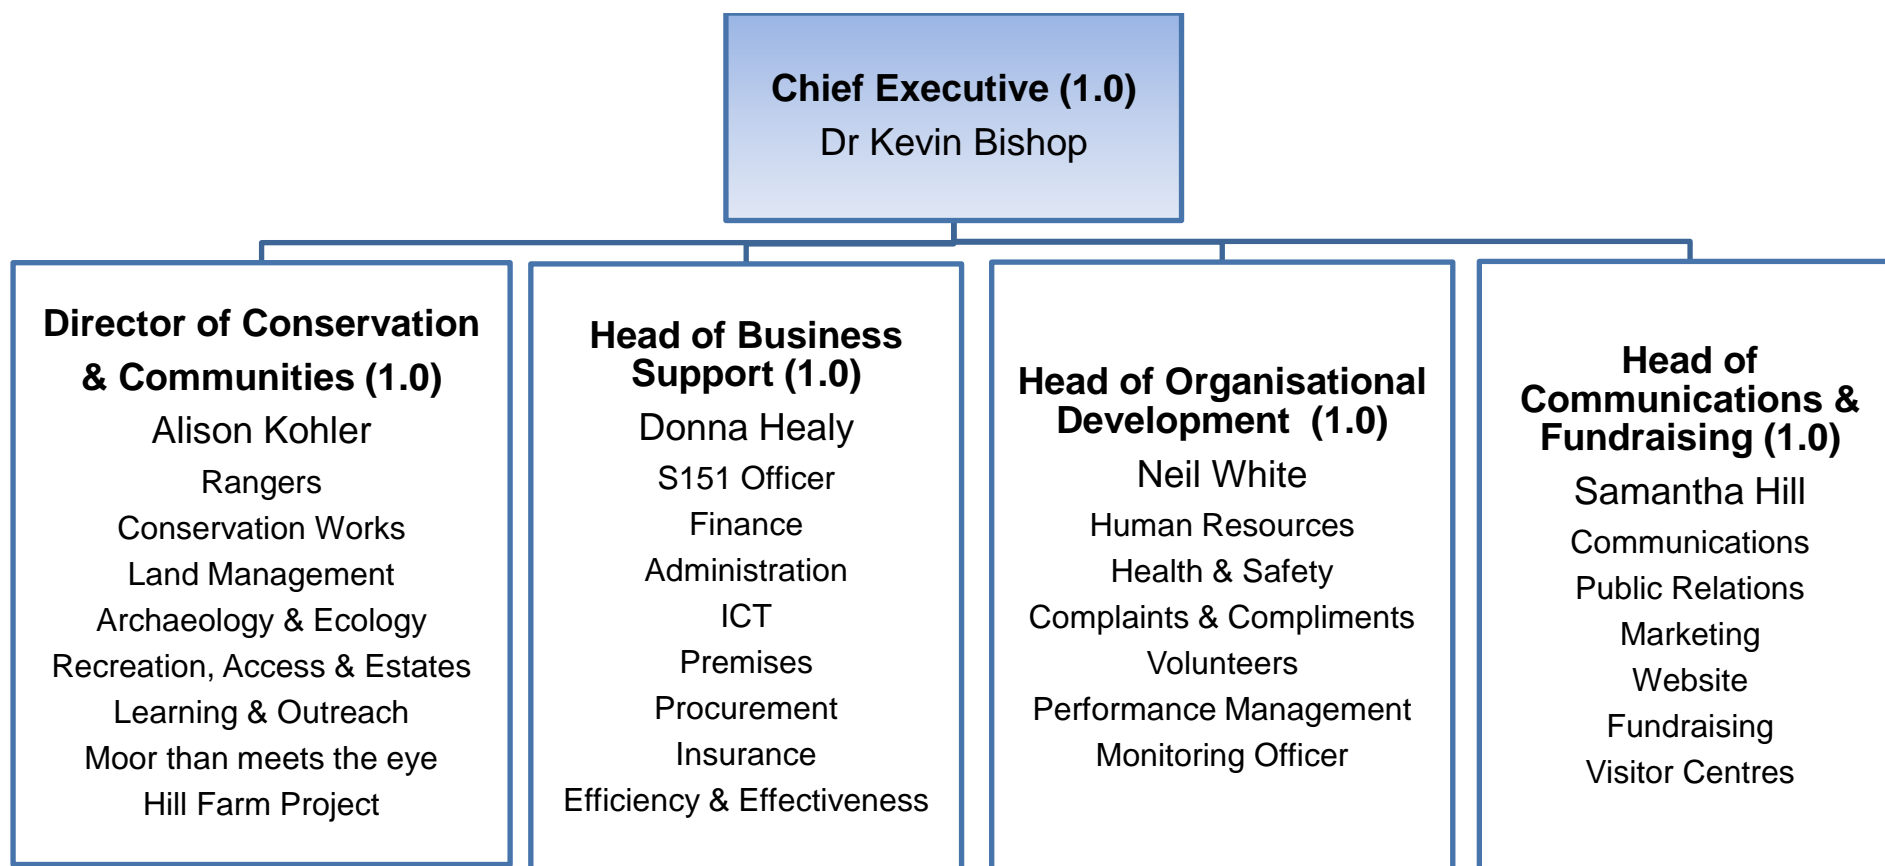 Chief Executive (1.0)
Dr Kevin Bishop
Director of Conservation
& Communities (1.0)
Alison Kohler
Rangers
Conservation Works
Land Management
Archaeology & Ecology
Recreation, Access & Estates
Learning & Outreach
Moor than meets the eye
Hill Farm Project
Head of Business
Support (1.0)
Donna Healy
S151 Officer
Finance
Administration
ICT
Premises
Procurement
Insurance
Efficiency & Effectiveness
Head of Organisational
Development (1.0)
Neil White
Human Resources
Health & Safety
Complaints & Compliments
Volunteers
Performance Management
Monitoring Officer
Head of
Communications &
Fundraising (1.0)
Samantha Hill
Communications
Public Relations
Marketing
Website
Fundraising
Visitor Centres